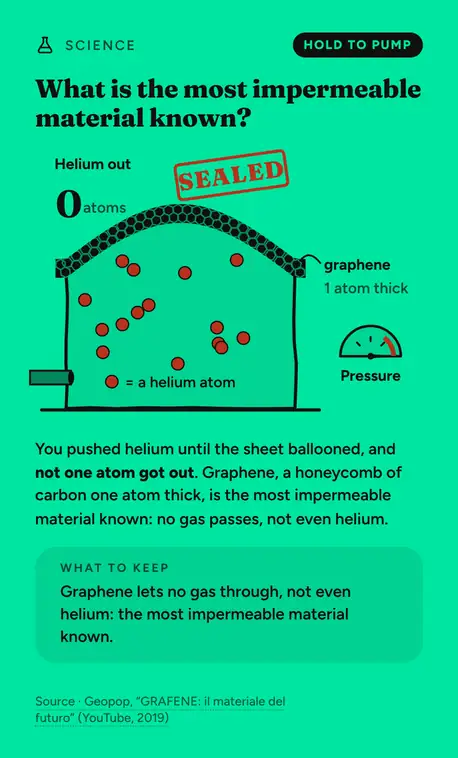 SCIENCE
HOLD TO PUMP
What is the most impermeable
material known?
Helium out
SEALED
0 atoms
graphene
1 atom thick
= a helium atom
Pressure
You pushed helium until the sheet ballooned, and
not one atom got out. Graphene, a honeycomb of
carbon one atom thick, is the most impermeable
material known: no gas passes, not even helium.
WHAT TO KEEP
Graphene lets no gas through, not even
helium: the most impermeable material
known.
Source · Geopop, "GRAFENE: il materiale del
futuro" (YouTube, 2019)